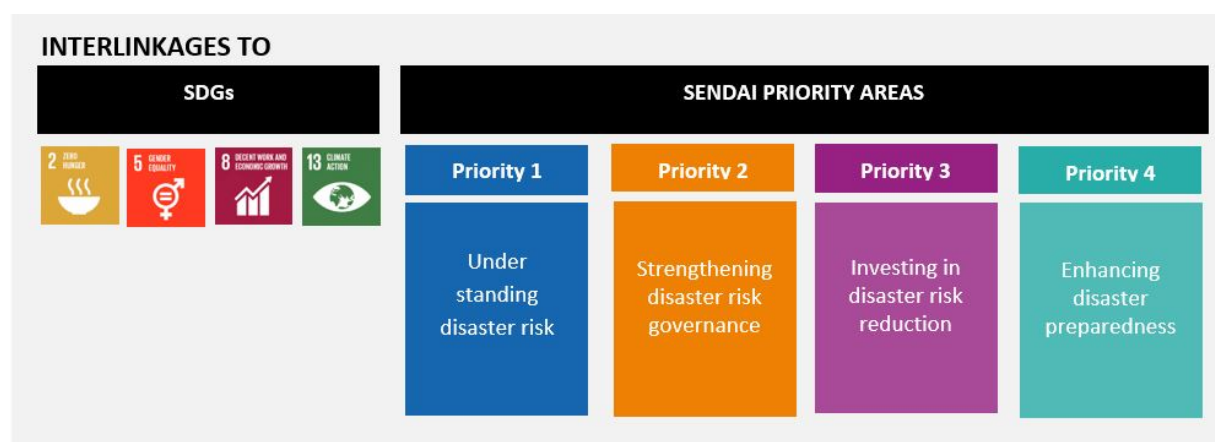 INTERLINKAGES TO
SDGs
SENDAI PRIORITY AREAS
2 ZERO
HUNGER
5 GENDER
EQUALITY
8 DECENT WORK AND
ECONOMIC GROWTH
13 CLIMATE
ACTION
Priority 1
Priority 2
Priority 3
Priority 4
Under
standing
disaster risk
Strengthening
disaster risk
governance
Investing in
disaster risk
reduction
Enhancing
disaster
preparedness